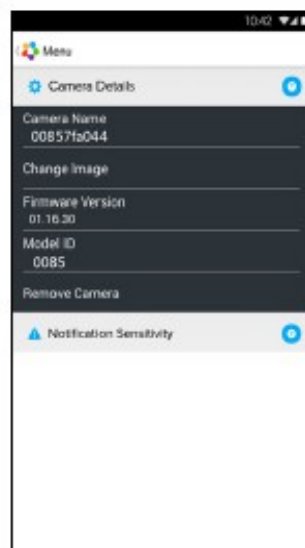 10:42
Menu
Camera Details
Camera Name
00857fa044
Change Image
Firmware Version
01.16.30
Model ID
0085
Remove Camera
Notification Sensitivity